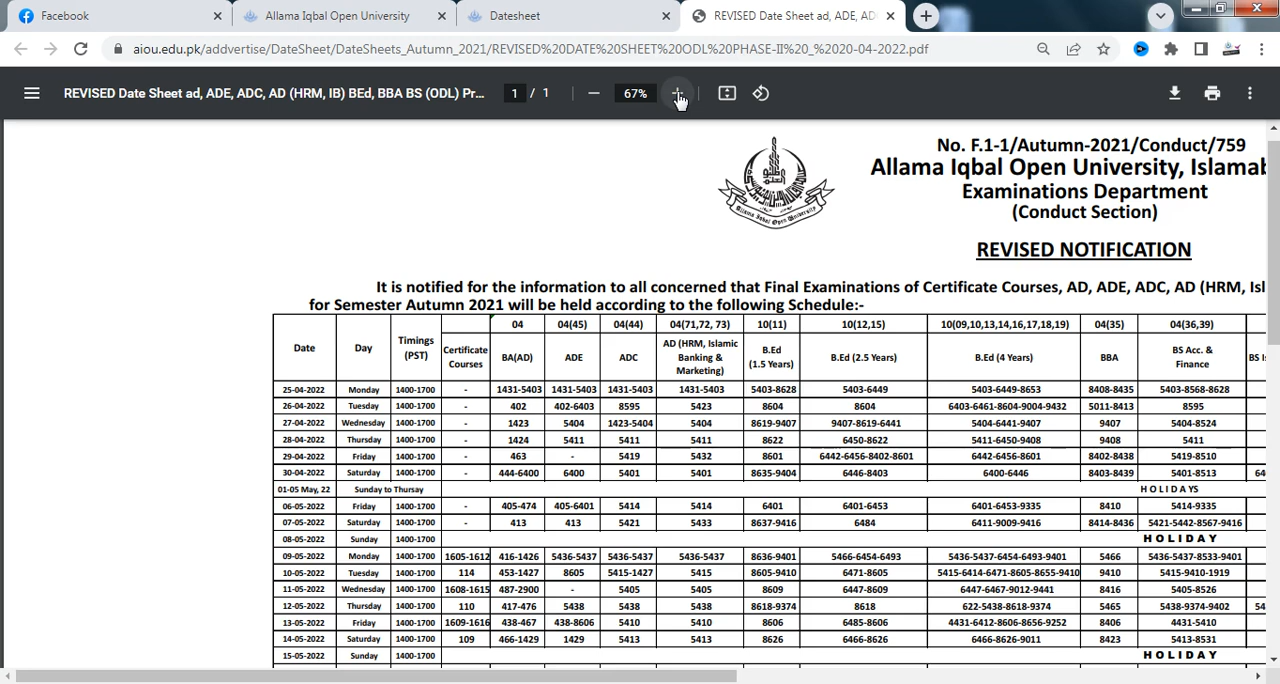 Facebook
Allama Iqbal Open University
Datesheet
REVISED Date Sheet ad, ADE, AD
aiou.edu.pk/addvertise/DateSheet/DateSheets_Autumn_2021/REVISED%20DATE%20SHEET%20ODL%20PHASE-II%20_%2020-04-2022.pdf
REVISED Date Sheet ad, ADE, ADC, AD (HRM, IB) BEd, BBA BS (ODL) Pr...
1 / 1
67%
No. F.1-1/Autumn-2021/Conduct/759
Allama Iqbal Open University, Islamab
Examinations Department
(Conduct Section)
Allama Iqbal Open University
REVISED NOTIFICATION
It is notified for the information to all concerned that Final Examinations of Certificate Courses, AD, ADE, ADC, AD (HRM, Isl
for Semester Autumn 2021 will be held according to the following Schedule:-
04 04(45) 04(44) 04(71,72, 73) 10(11) 10(12,15) 10(09,10,13,14,16,17,18,19) 04(35) 04(36,39)
Date Day Timings (PST) Certificate Courses BA(AD) ADE ADC AD (HRM, Islamic Banking & Marketing) B.Ed (1.5 Years) B.Ed (2.5 Years) B.Ed (4 Years) BBA BS Acc. & Finance BS I
25-04-2022 Monday 1400-1700 - 1431-5403 1431-5403 1431-5403 1431-5403 5403-8628 5403-6449 5403-6449-8653 8408-8435 5403-8568-8628
26-04-2022 Tuesday 1400-1700 - 402 402-6403 8595 5423 8604 8604 6403-6461-8604-9004-9432 5011-8413 8595
27-04-2022 Wednesday 1400-1700 - 1423 5404 1423-5404 5404 8619-9407 9407-8619-6441 5404-6441-9407 9407 5404-8524
28-04-2022 Thursday 1400-1700 - 1424 5411 5411 5411 8622 6450-8622 5411-6450-9408 9408 5411
29-04-2022 Friday 1400-1700 - 463 - 5419 5432 8601 6442-6456-8402-8601 6442-6456-8601 8402-8438 5419-8510
30-04-2022 Saturday 1400-1700 - 444-6400 6400 5401 5401 8635-9404 6446-8403 6400-6446 8403-8439 5401-8513 64
01-05 May, 22 Sunday to Thursay HOLIDAYS
06-05-2022 Friday 1400-1700 - 405-474 405-6401 5414 5414 6401 6401-6453 6401-6453-9335 8410 5414-9335
07-05-2022 Saturday 1400-1700 - 413 413 5421 5433 8637-9416 6484 6411-9009-9416 8414-8436 5421-5442-8567-9416
08-05-2022 Sunday 1400-1700 HOLIDAY
09-05-2022 Monday 1400-1700 1605-1612 416-1426 5436-5437 5436-5437 5436-5437 8636-9401 5466-6454-6493 5436-5437-6454-6493-9401 5466 5436-5437-8533-9401
10-05-2022 Tuesday 1400-1700 114 453-1427 8605 5415-1427 5415 8605-9410 6471-8605 5415-6414-6471-8605-8655-9410 9410 5415-9410-1919
11-05-2022 Wednesday 1400-1700 1608-1615 487-2900 - 5405 5405 8609 6447-8609 6447-6467-9012-9441 8416 5405-8526
12-05-2022 Thursday 1400-1700 110 417-476 5438 5438 5438 8618-9374 8618 622-5438-8618-9374 5465 5438-9374-9402 54
13-05-2022 Friday 1400-1700 1609-1616 438-467 438-8606 5410 5410 8606 6485-8606 4431-6412-8606-8656-9252 8406 4431-5410
14-05-2022 Saturday 1400-1700 109 466-1429 1429 5413 5413 8626 6466-8626 6466-8626-9011 8423 5413-8531
15-05-2022 Sunday 1400-1700 HOLIDAY